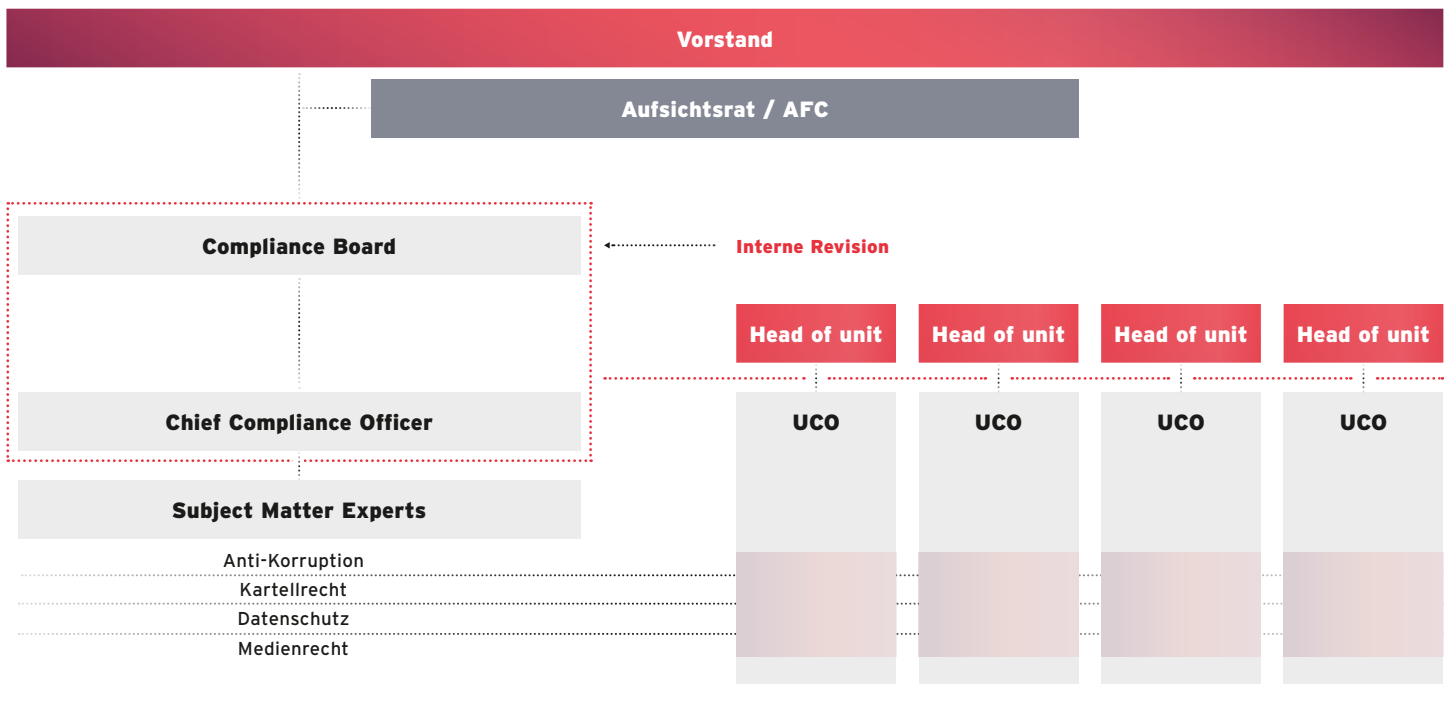 Vorstand
Aufsichtsrat / AFC
Compliance Board
Interne Revision
Head of unit
Head of unit
Head of unit
Head of unit
Chief Compliance Officer
UCO
UCO
UCO
UCO
Subject Matter Experts
Anti-Korruption
Kartellrecht
Datenschutz
Medienrecht